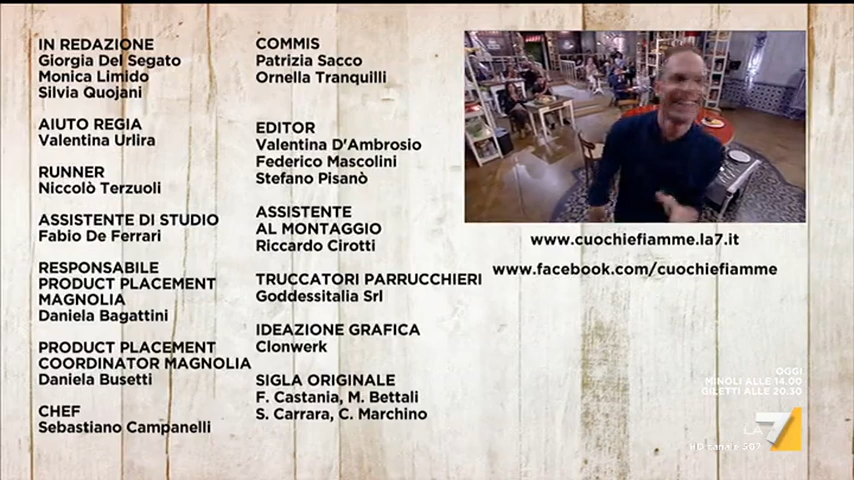 IN REDAZIONE
Giorgia Del Segato
Monica Limido
Silvia Quojani
AIUTO REGIA
Valentina Urlira
RUNNER
Niccolò Terzuoli
ASSISTENTE DI STUDIO
Fabio De Ferrari
RESPONSABILE
PRODUCT PLACEMENT
MAGNOLIA
Daniela Bagattini
PRODUCT PLACEMENT
COORDINATOR MAGNOLIA
Daniela Busetti
CHEF
Sebastiano Campanelli
COMMIS
Patrizia Sacco
Ornella Tranquilli
EDITOR
Valentina D'Ambrosio
Federico Mascolini
Stefano Pisanò
ASSISTENTE
AL MONTAGGIO
Riccardo Cirotti
TRUCCATORI PARRUCCHIERI
Goddessitalia Srl
IDEAZIONE GRAFICA
Clonwerk
SIGLA ORIGINALE
F. Castania, M. Bettali
S. Carrara, C. Marchino
www.cuochiefiamme.la7.it
www.facebook.com/cuochiefiamme
OGGI
MINOLI ALLE 14.00
GILETTI ALLE 20.30
LA7
HD canale 507